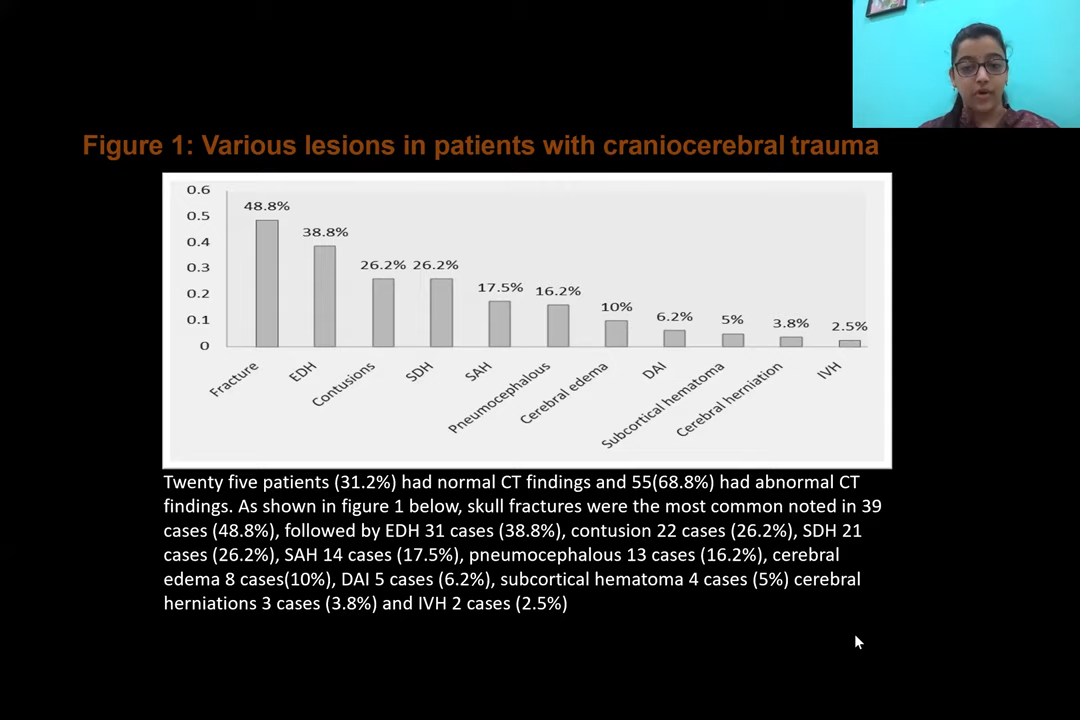 Figure 1: Various lesions in patients with craniocerebral trauma
0.6
0.5
0.4
0.3
0.2
0.1
0
48.8%
38.8%
26.2%
26.2%
17.5%
16.2%
10%
6.2%
5%
3.8%
2.5%
Fracture
EDH
Contusions
SDH
SAH
Pneumocephalous
Cerebral edema
DAI
Subcortical hematoma
Cerebral herniation
IVH
Twenty five patients (31.2%) had normal CT findings and 55(68.8%) had abnormal CT
findings. As shown in figure 1 below, skull fractures were the most common noted in 39
cases (48.8%), followed by EDH 31 cases (38.8%), contusion 22 cases (26.2%), SDH 21
cases (26.2%), SAH 14 cases (17.5%), pneumocephalous 13 cases (16.2%), cerebral
edema 8 cases(10%), DAI 5 cases (6.2%), subcortical hematoma 4 cases (5%) cerebral
herniations 3 cases (3.8%) and IVH 2 cases (2.5%)